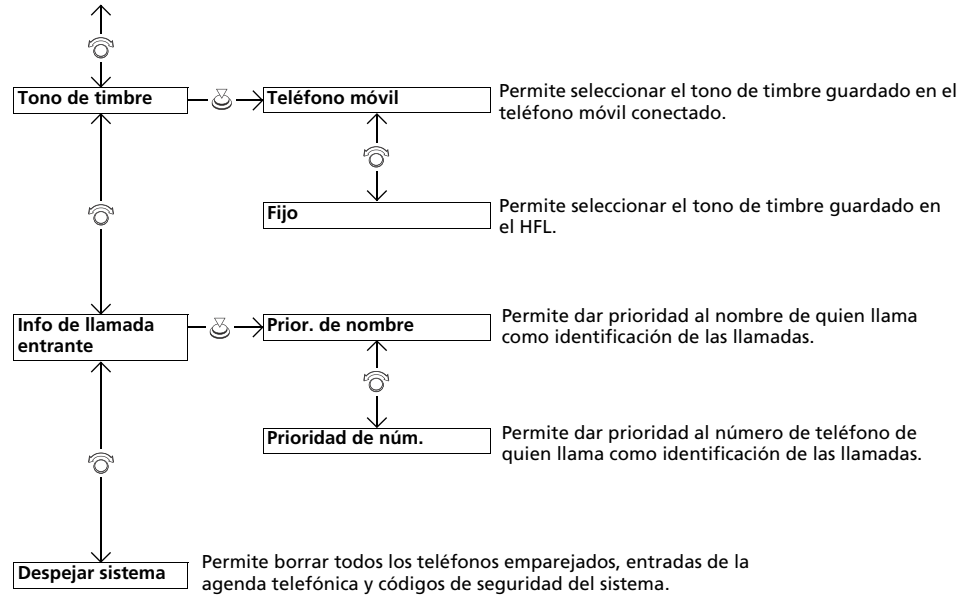 Tono de timbre
Teléfono móvil
Permite seleccionar el tono de timbre guardado en el
teléfono móvil conectado.
Fijo
Permite seleccionar el tono de timbre guardado en
el HFL.
Info de llamada
entrante
Prior. de nombre
Permite dar prioridad al nombre de quien llama
como identificación de las llamadas.
Prioridad de núm.
Permite dar prioridad al número de teléfono de
quien llama como identificación de las llamadas.
Despejar sistema
Permite borrar todos los teléfonos emparejados, entradas de la
agenda telefónica y códigos de seguridad del sistema.